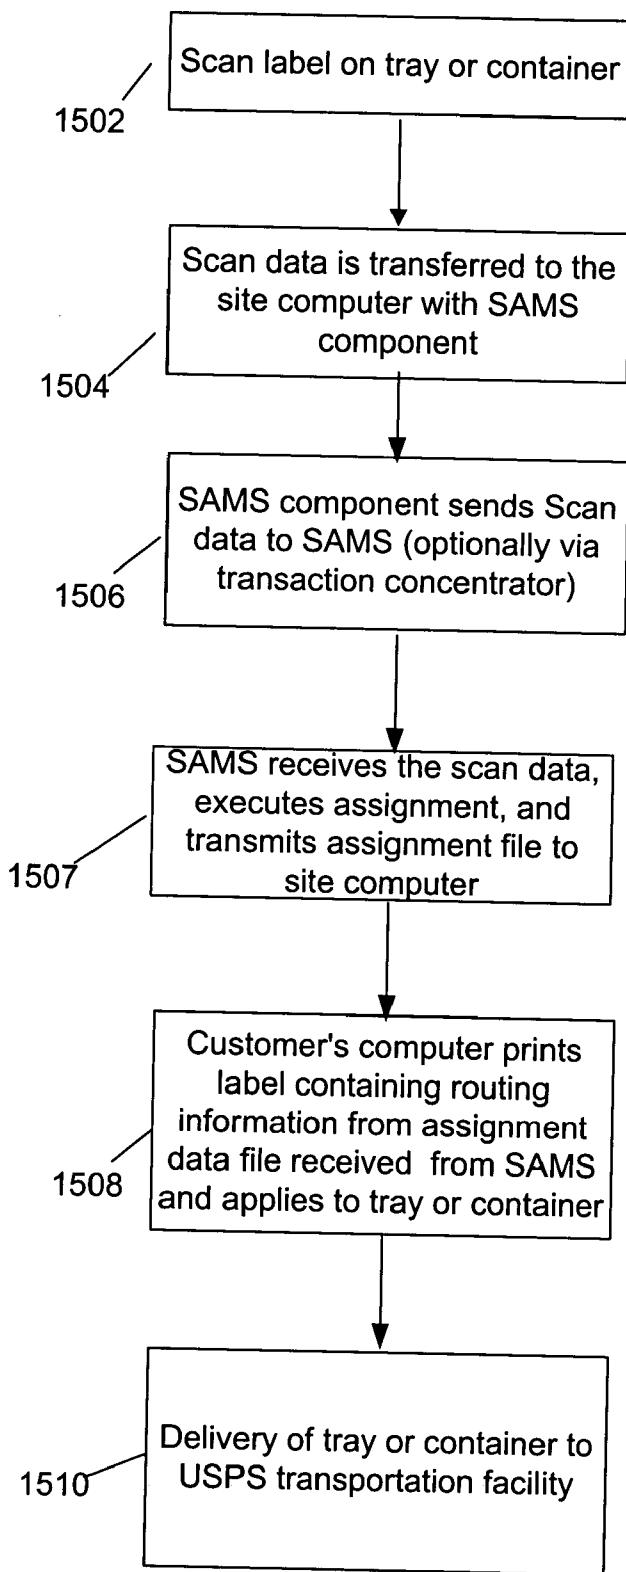 Scan label on tray or container
1502
Scan data is transferred to the
site computer with SAMS
component
1504
SAMS component sends Scan
data to SAMS (optionally via
transaction concentrator)
1506
SAMS receives the scan data,
executes assignment, and
transmits assignment file to
site computer
1507
Customer's computer prints
label containing routing
information from assignment
data file received from SAMS
and applies to tray or container
1508
Delivery of tray or container to
USPS transportation facility
1510